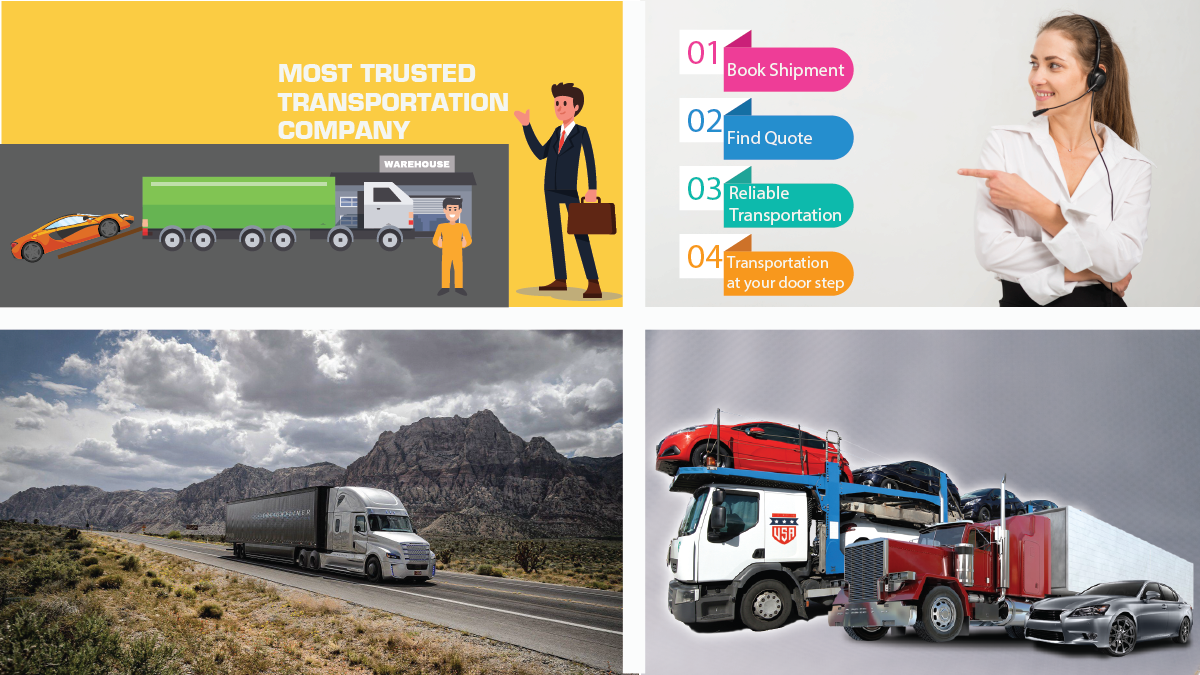 MOST TRUSTED
TRANSPORTATION
COMPANY
WAREHOUSE
01
Book Shipment
02
Find Quote
03
Reliable
Transportation
04
Transportation
at your door step
USA